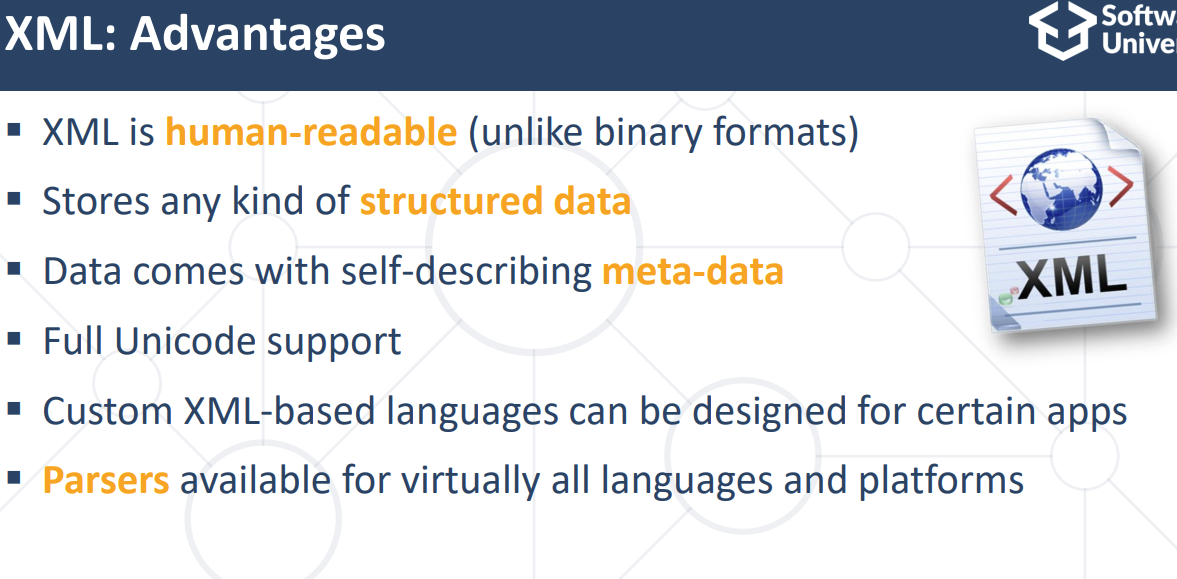 XML: Advantages
▪ XML is human-readable (unlike binary formats)
▪ Stores any kind of structured data
▪ Data comes with self-describing meta-data
▪ Full Unicode support
▪ Custom XML-based languages can be designed for certain apps
▪ Parsers available for virtually all languages and platforms
XML